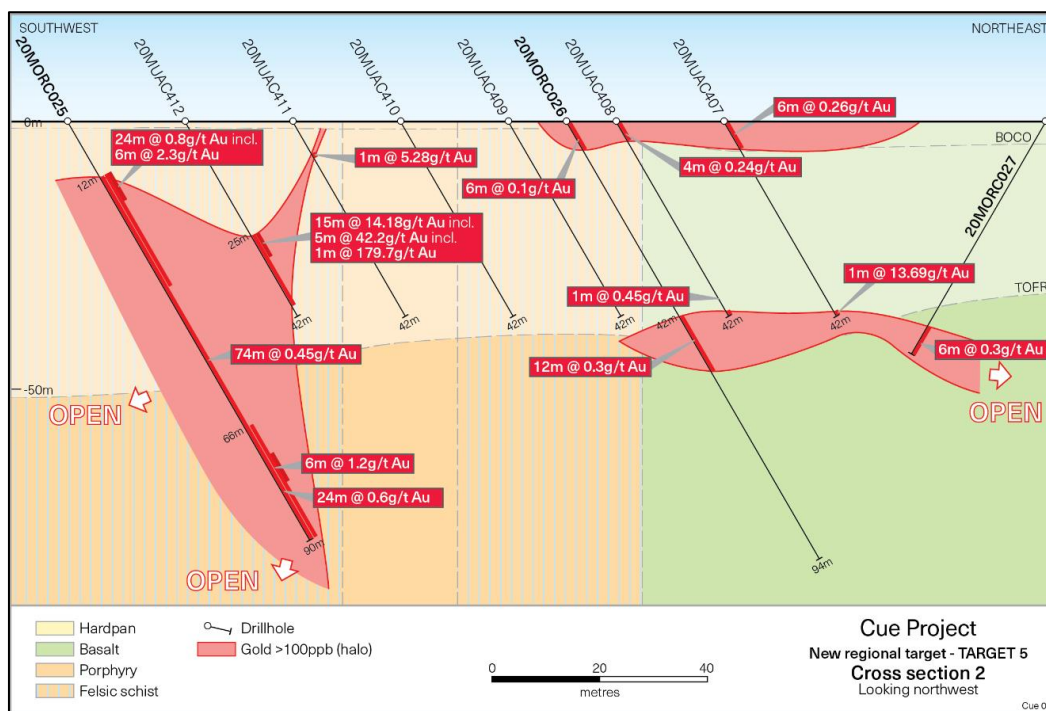 SOUTHWEST
NORTHEAST
20MORC025
20MUAC412
20MUAC411
20MUAC410
20MUAC409
20MORC026
20MUAC408
20MUAC407
0m
6m @ 0.26g/t Au
24m @ 0.8g/t Au incl.
6m @ 2.3g/t Au
1m @ 5.28g/t Au
BOCO
4m @ 0.24g/t Au
12m
6m @ 0.1g/t Au
20MORC027
15m @ 14.18g/t Au incl.
5m @ 42.2g/t Au incl.
1m @ 179.7g/t Au
25m
1m @ 13.69g/t Au
1m @ 0.45g/t Au
TOFR
42m
42m
42m
42m
42m
42m
42m
6m @ 0.3g/t Au
74m @ 0.45g/t Au
12m @ 0.3g/t Au
-50m
OPEN
OPEN
66m
6m @ 1.2g/t Au
24m @ 0.6g/t Au
90m
94m
OPEN
Hardpan
Basalt
Porphyry
Felsic schist
Drillhole
Gold >100ppb (halo)
0 20 40
metres
Cue Project
New regional target - TARGET 5
Cross section 2
Looking northwest
Cue 0